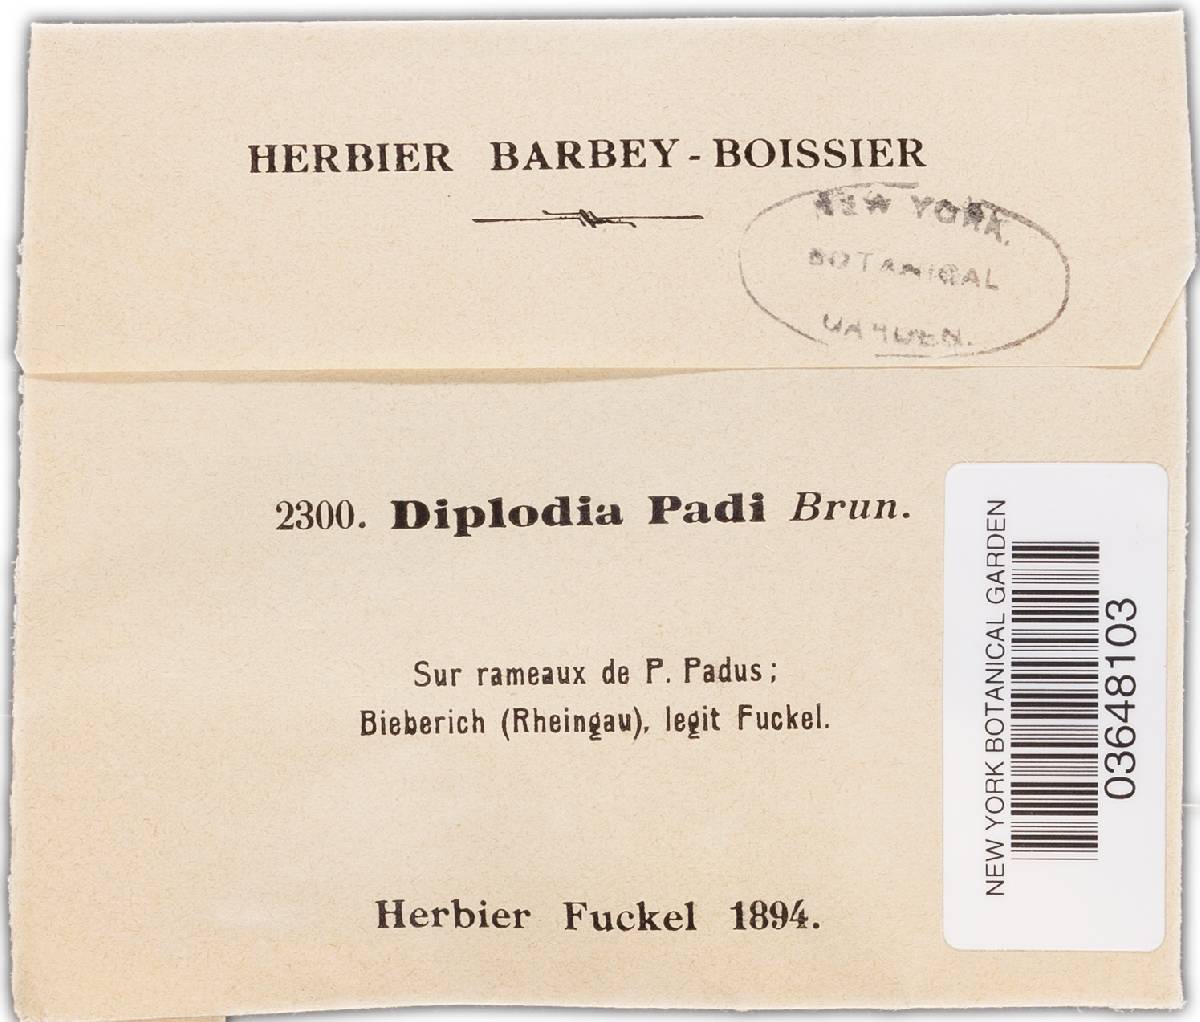 HERBIER BARBEY - BOISSIER
NEW YORK.
BOTANICAL
GARDEN.
2300. Diplodia Padi Brun.
Sur rameaux de P. Padus;
Bieberich (Rheingau), legit Fuckel.
Herbier Fuckel 1894.
NEW YORK BOTANICAL GARDEN
03648103